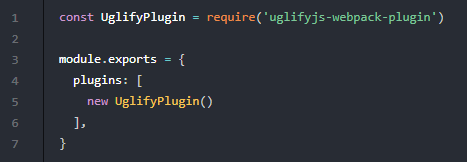 1 const UglifyPlugin = require('uglifyjs-webpack-plugin')
2
3 module.exports = {
4   plugins: [
5     new UglifyPlugin()
6   ],
7 }